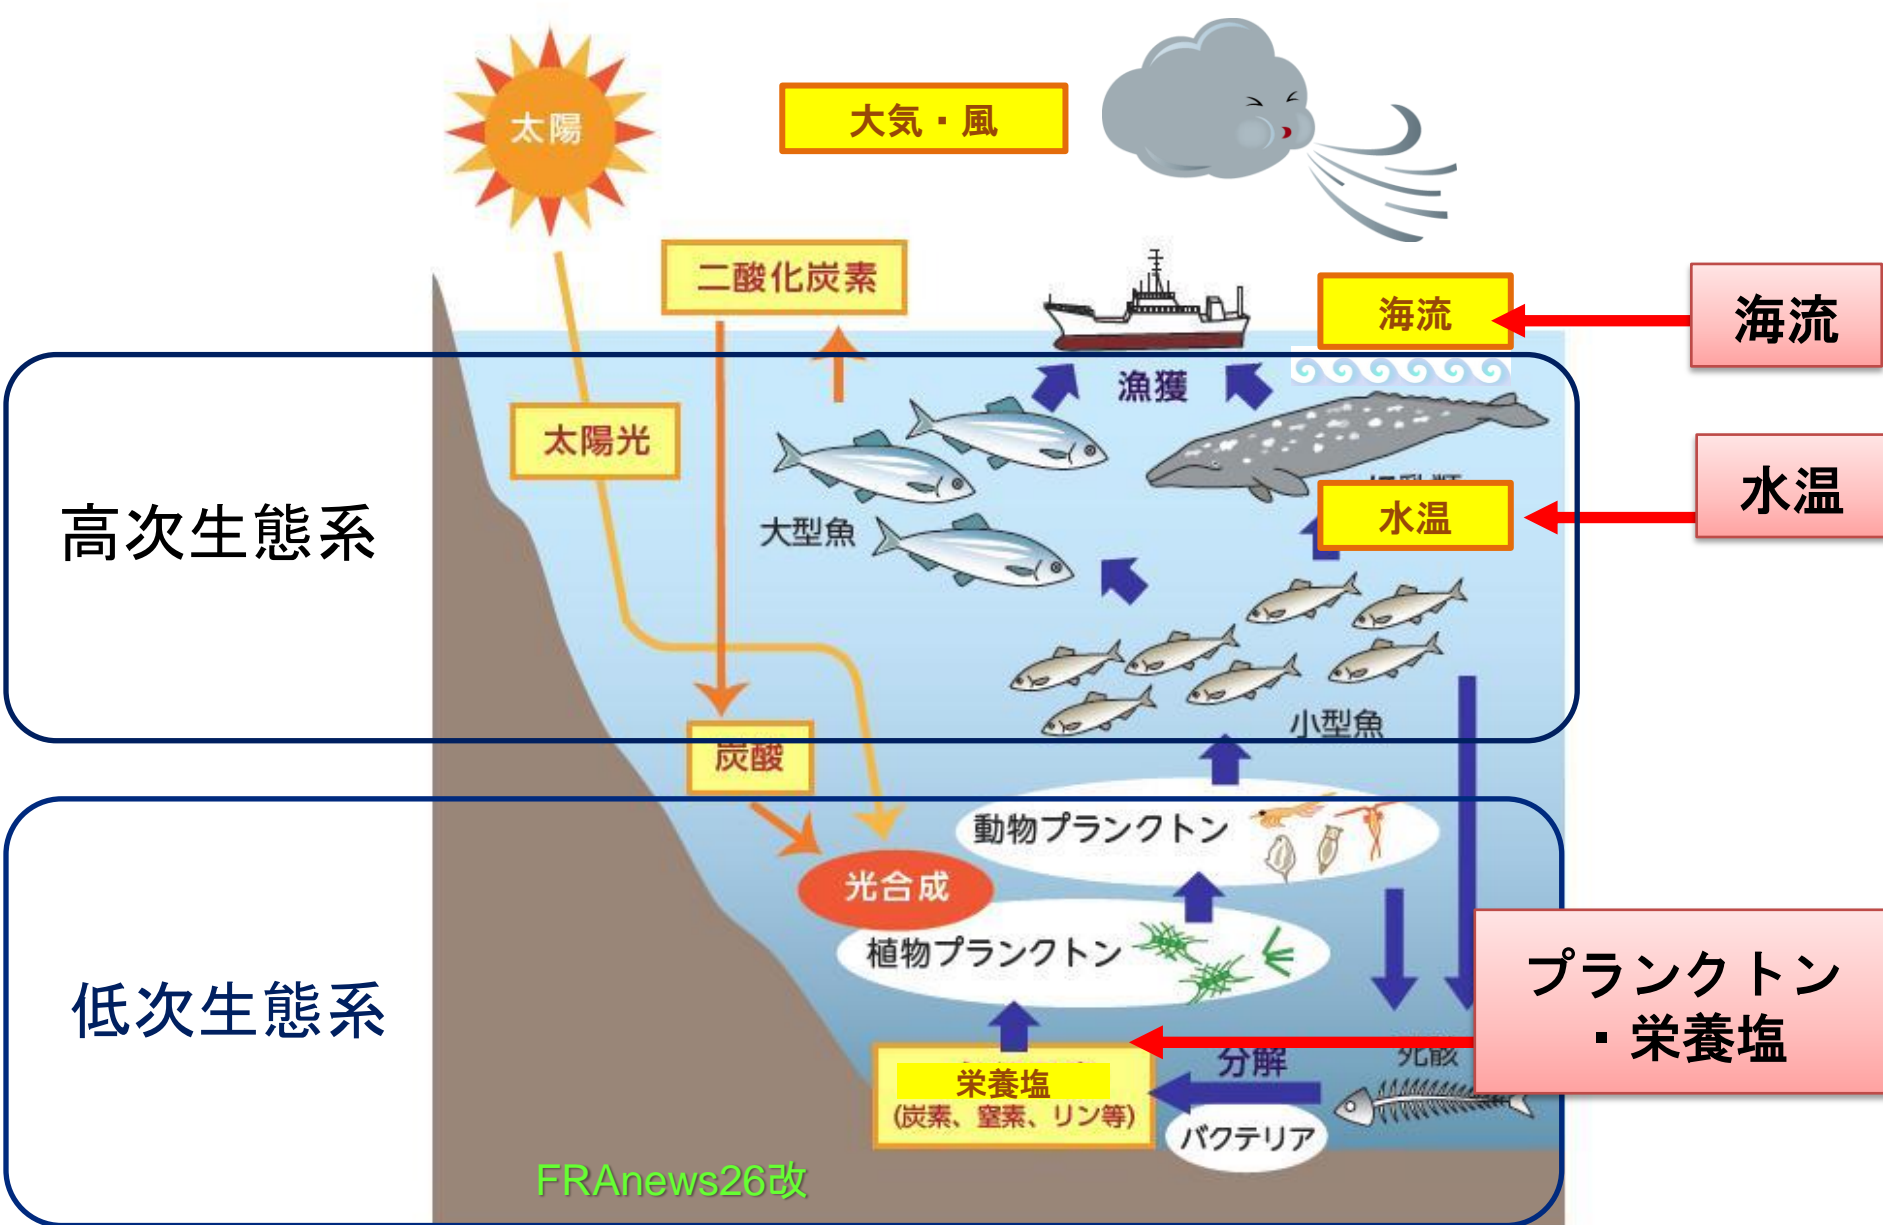 太陽
大気・風
二酸化炭素
海流
海流
漁獲
太陽光
水温
水温
高次生態系
大型魚
小型魚
炭酸
動物プランクトン
光合成
植物プランクトン
プランクトン
・栄養塩
低次生態系
分解
死骸
栄養塩
(炭素、窒素、リン等)
バクテリア
FRAnews26改